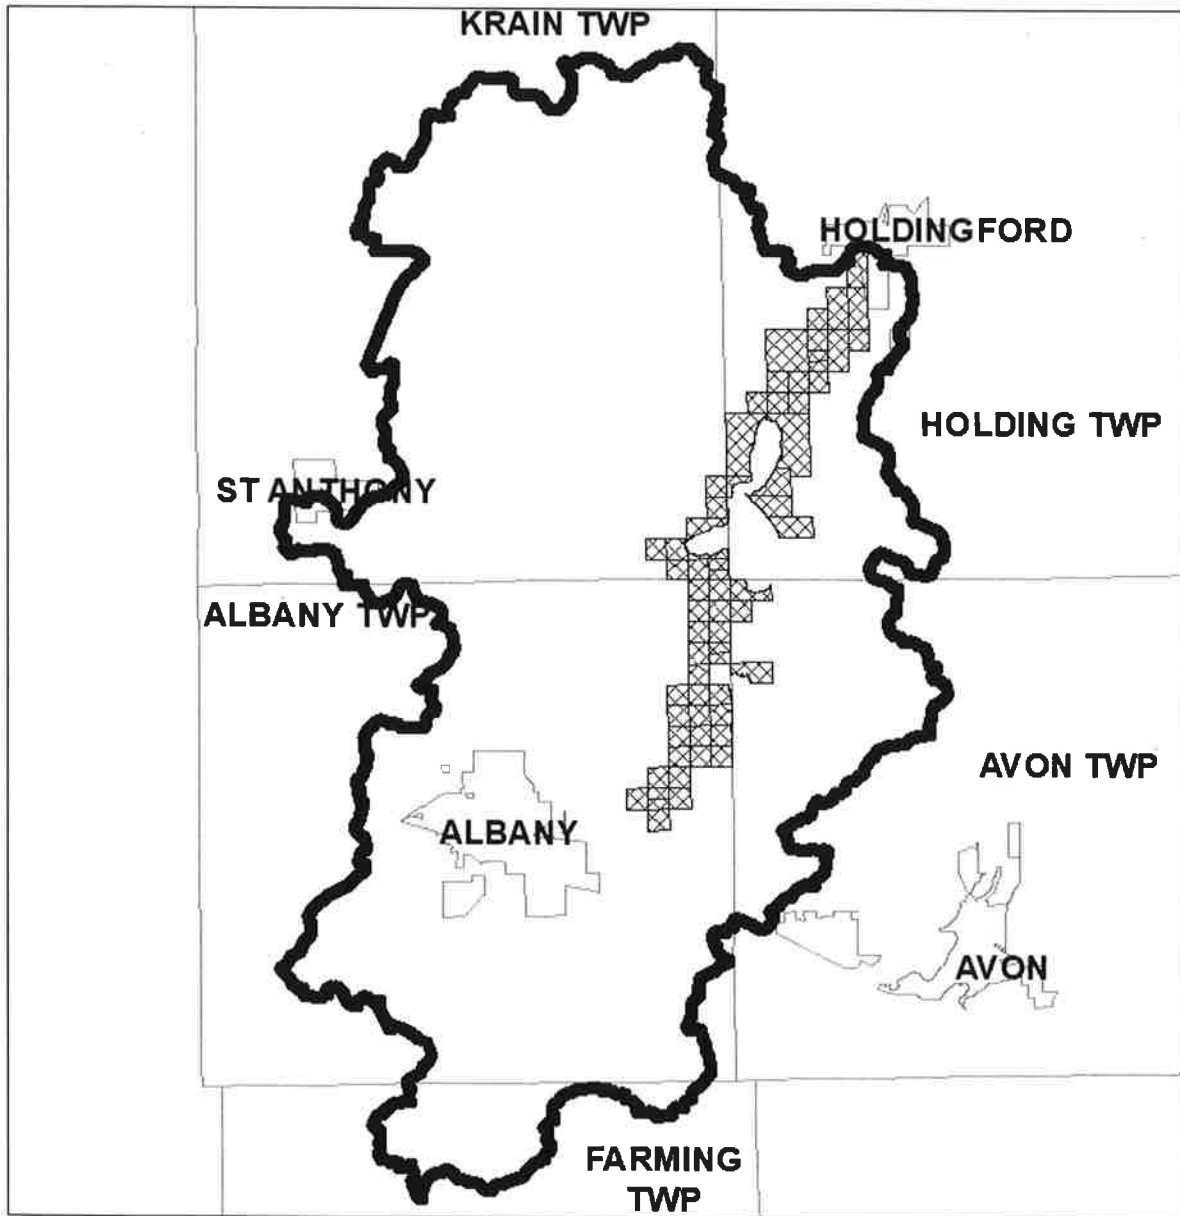 KRAIN TWP
HOLDINGFORD
HOLDING TWP
ST ANTHONY
ALBANY TWP
AVON TWP
ALBANY
AVON
FARMING
TWP